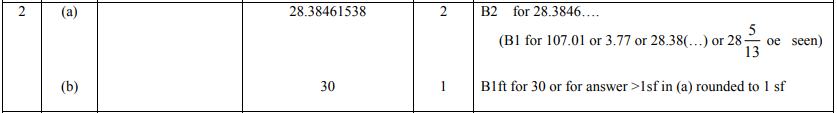 2 (a) 28.38461538 2 B2 for 28.3846….
(B1 for 107.01 or 3.77 or 28.38(…) or 28 5/13 oe seen)
(b) 30 1 B1ft for 30 or for answer >1sf in (a) rounded to 1 sf